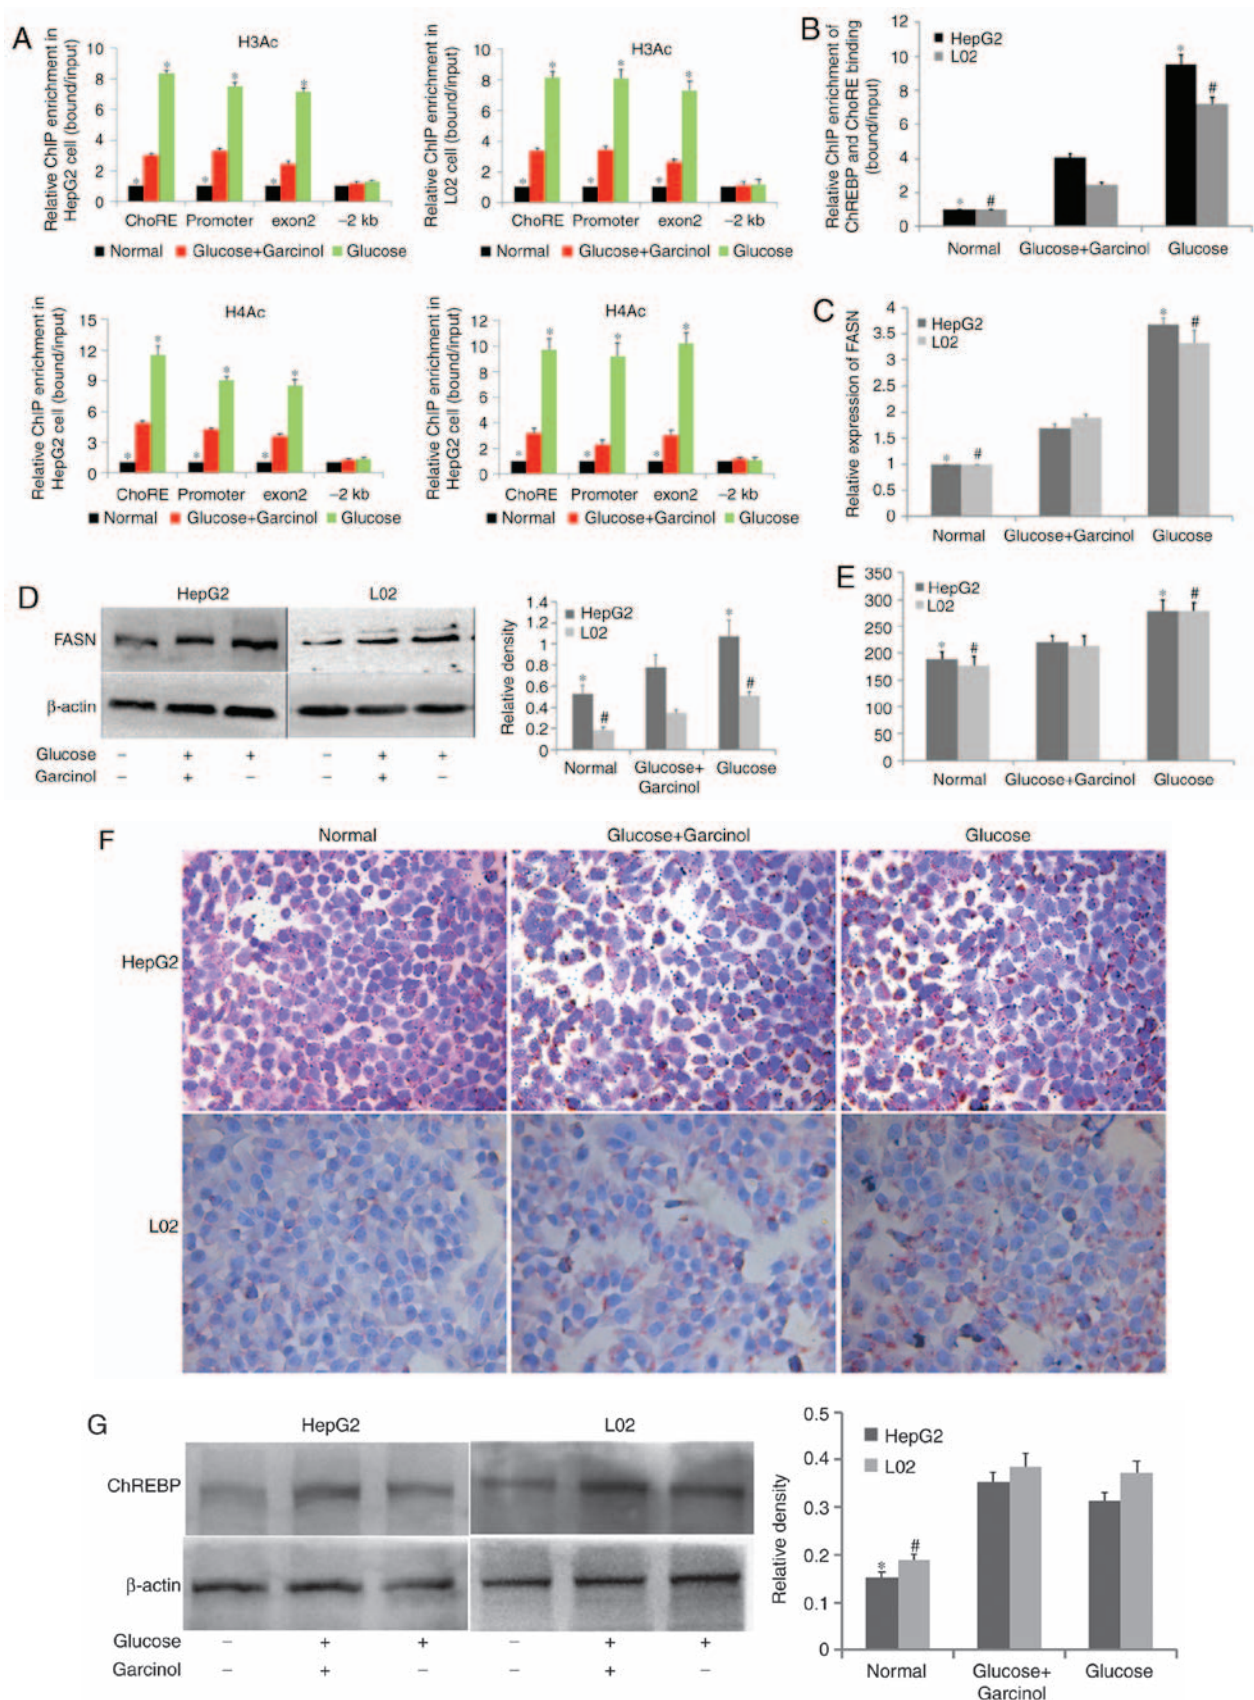 A
H3Ac
Relative ChIP enrichment in
HepG2 cell (bound/input)
10
8
6
4
2
0
*
*
*
*
*
*
ChoRE Promoter exon2 −2 kb
Normal Glucose+Garcinol Glucose
H3Ac
Relative ChIP enrichment in
L02 cell (bound/input)
10
8
6
4
2
0
*
*
*
*
*
*
ChoRE Promoter exon2 −2 kb
Normal Glucose+Garcinol Glucose
B
Relative ChIP enrichment of
ChREBP and ChoRE binding
(bound/input)
12
10
8
6
4
2
0
HepG2
L02
* #
* #
Normal Glucose+Garcinol Glucose
H4Ac
Relative ChIP enrichment in
HepG2 cell (bound/input)
15
12
9
6
3
0
*
*
*
*
*
*
ChoRE Promoter exon2 −2 kb
Normal Glucose+Garcinol Glucose
H4Ac
Relative ChIP enrichment in
HepG2 cell (bound/input)
12
10
8
6
4
2
0
*
*
*
*
*
*
ChoRE Promoter exon2 −2 kb
Normal Glucose+Garcinol Glucose
C
Relative expression of FASN
4
3.5
3
2.5
2
1.5
1
0.5
0
HepG2
L02
* #
* #
Normal Glucose+Garcinol Glucose
D
HepG2 L02
FASN
β-actin
Glucose − + + − + +
Garcinol − + − − + −
Relative density
1.4
1.2
1
0.8
0.6
0.4
0.2
0
HepG2
L02
* #
* #
Normal Glucose+ Glucose
Garcinol
E
350
300
250
200
150
100
50
0
HepG2
L02
* #
* #
Normal Glucose+Garcinol Glucose
F
Normal Glucose+Garcinol Glucose
HepG2
L02
G
HepG2 L02
ChREBP
β-actin
Glucose − + + − + +
Garcinol − + − − + −
Relative density
0.5
0.4
0.3
0.2
0.1
0
HepG2
L02
* #
Normal Glucose+ Glucose
Garcinol